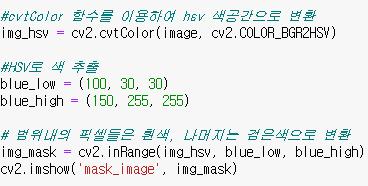 #cvtColor 함수를 이용하여 hsv 색공간으로 변환
img_hsv = cv2.cvtColor(image, cv2.COLOR_BGR2HSV)
#HSV로 색 추출
blue_low = (100, 30, 30)
blue_high = (150, 255, 255)
# 범위내의 픽셀들은 흰색, 나머지는 검은색으로 변환
img_mask = cv2.inRange(img_hsv, blue_low, blue_high)
cv2.imshow('mask_image', img_mask)